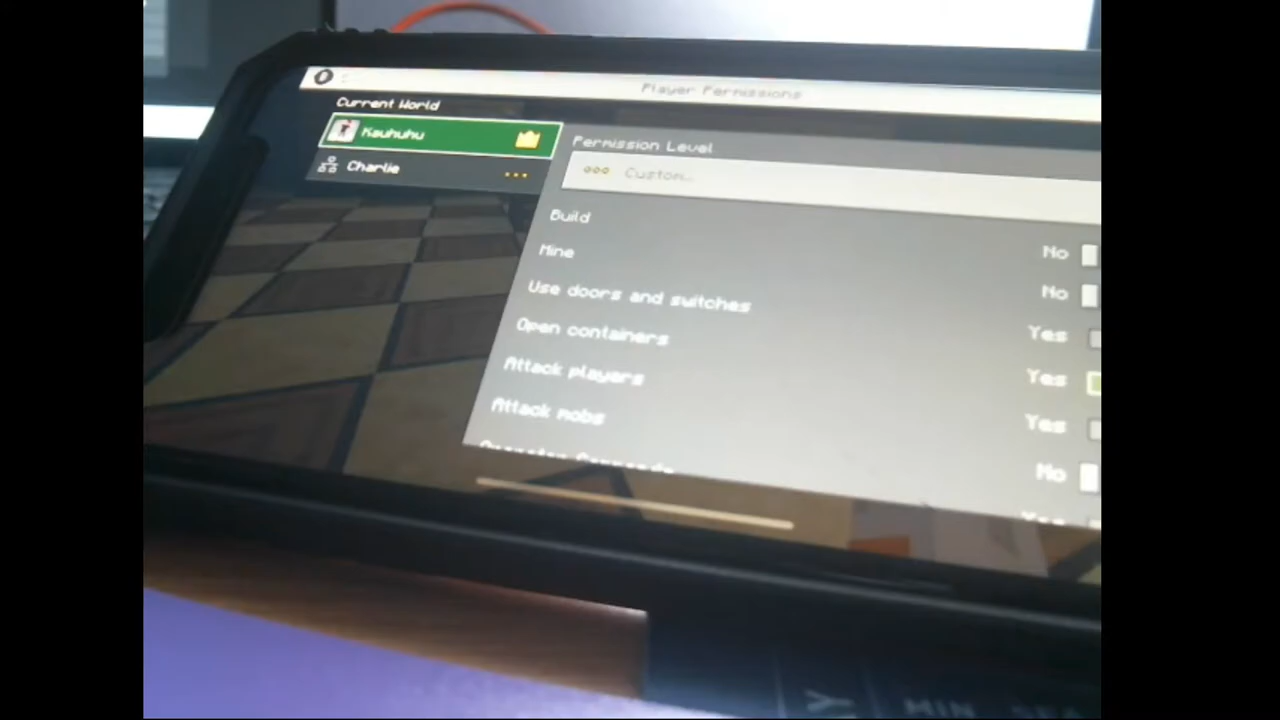 Player Permissions
Current World
Kauhuhu
Charlie
Permission Level
Custom...
Build
No
Mine
No
Use doors and switches
Yes
Open containers
Yes
Attack players
Yes
Attack mobs
No
MIN